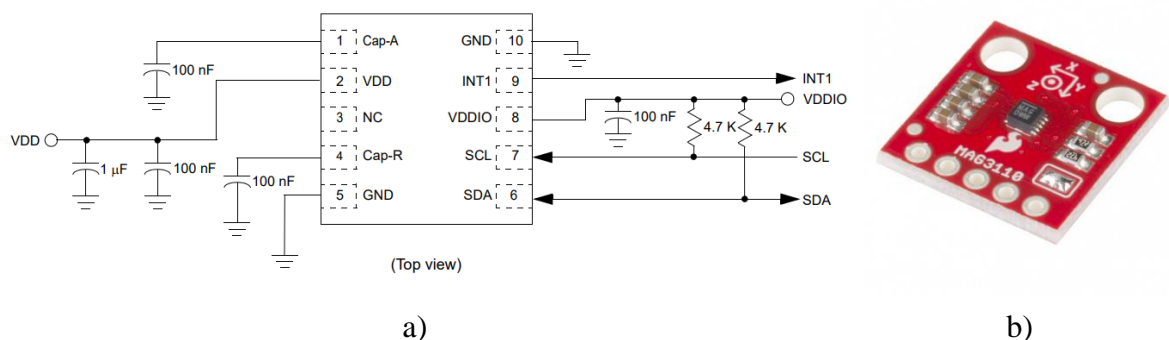 1 Cap-A
GND 10
100 nF
2 VDD
INT1 9
INT1
3 NC
VDDIO 8
VDDIO
VDD
100 nF
4.7 K
4.7 K
1 μF
100 nF
4 Cap-R
SCL 7
SCL
100 nF
5 GND
SDA 6
SDA
(Top view)
X
Y
Z
MAG3110
a)
b)